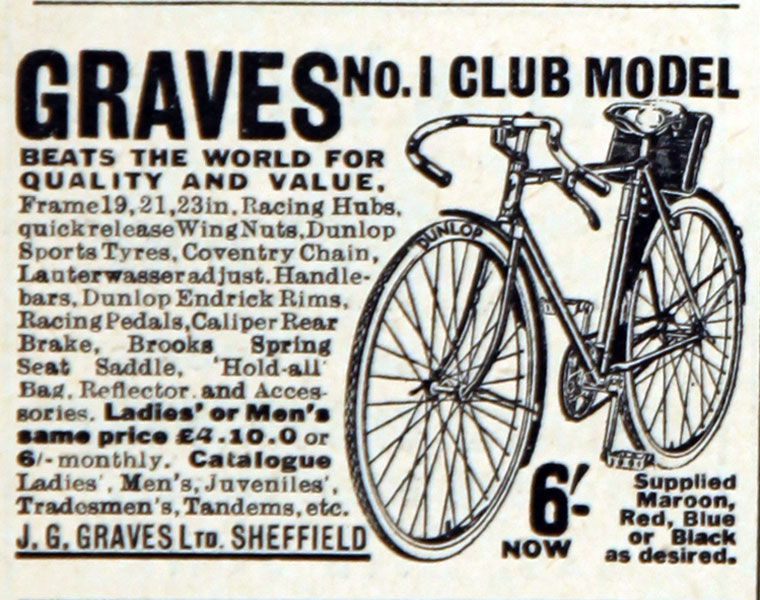 GRAVES No. 1 CLUB MODEL
BEATS THE WORLD FOR
QUALITY AND VALUE.
Frame 19, 21, 23in. Racing Hubs,
quick release Wing Nuts, Dunlop
Sports Tyres, Coventry Chain,
Lauterwasser adjust. Handle-
bars, Dunlop Endrick Rims,
Racing Pedals, Caliper Rear
Brake, Brooks Spring
Seat Saddle, 'Hold-all'
Bag, Reflector. and Acces-
sories. Ladies' or Men's
same price £4.10.0 or
6/- monthly. Catalogue
Ladies', Men's, Juveniles',
Tradesmen's, Tandems, etc.
J. G. GRAVES LTD. SHEFFIELD
DUNLOP
6/-
NOW
Supplied
Maroon,
Red, Blue
or Black
as desired.